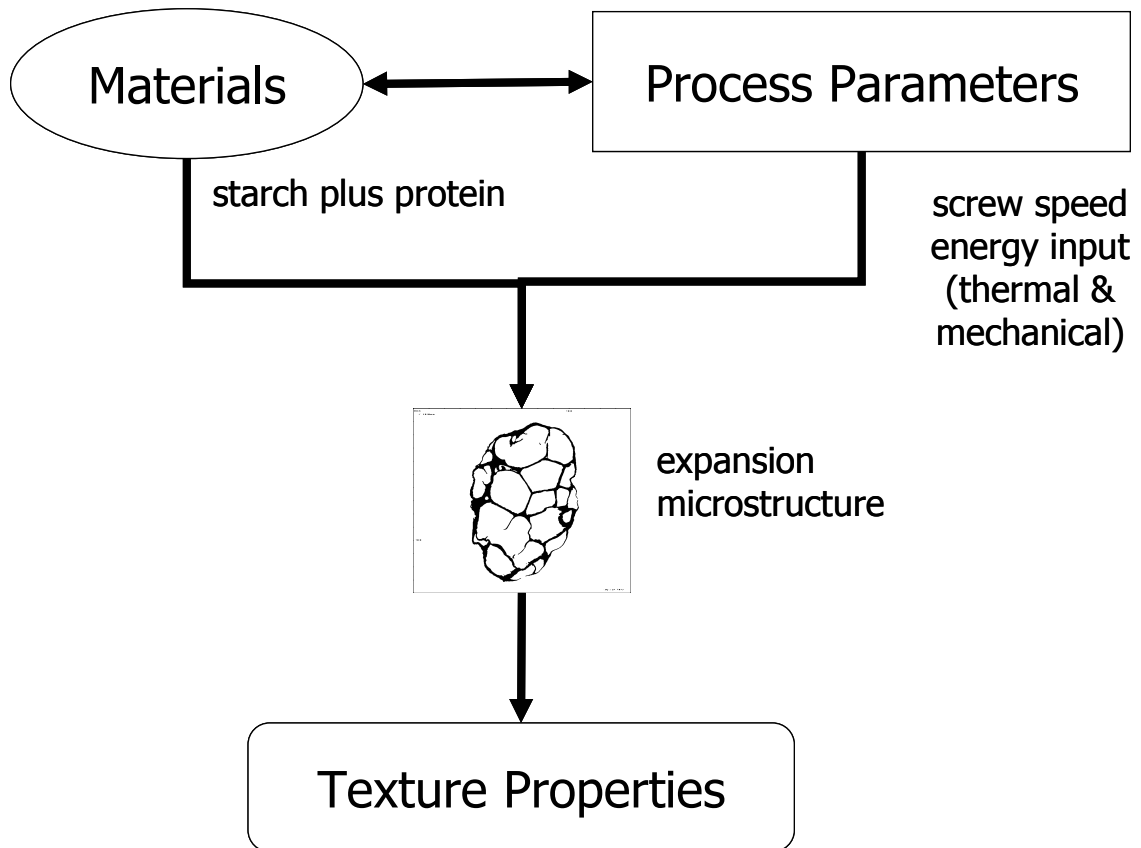 Materials
Process Parameters
starch plus protein
screw speed
energy input
(thermal &
mechanical)
expansion
microstructure
Texture Properties